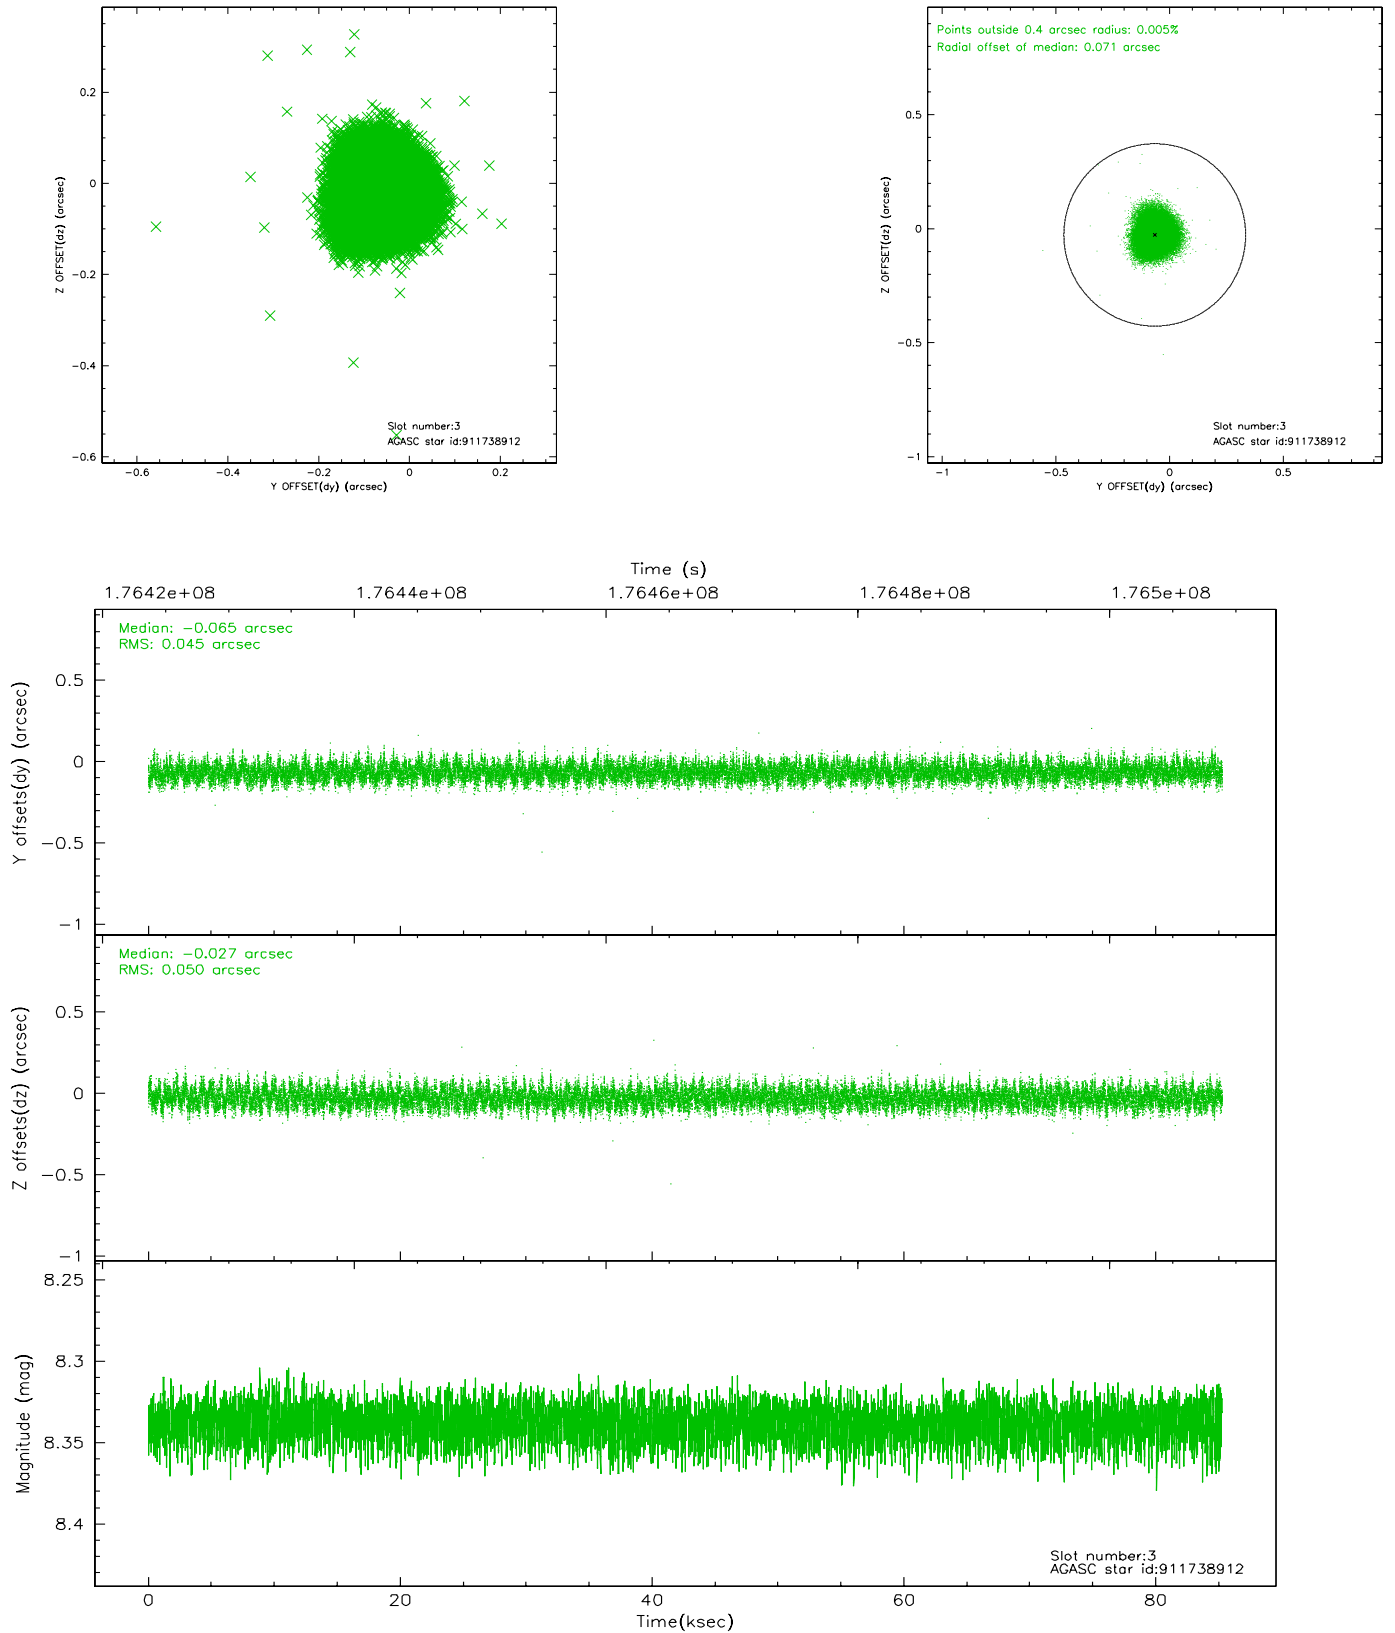 0.2
0
−0.2
−0.4
−0.6
Z OFFSET(dz) (arcsec)
Slot number:3
AGASC star id:911738912
−0.6 −0.4 −0.2 0 0.2
Y OFFSET(dy) (arcsec)
Points outside 0.4 arcsec radius: 0.005%
Radial offset of median: 0.071 arcsec
0.5
0
−0.5
−1
Z OFFSET(dz) (arcsec)
Slot number:3
AGASC star id:911738912
−1 −0.5 0 0.5
Y OFFSET(dy) (arcsec)
Time (s)
1.7642e+08 1.7644e+08 1.7646e+08 1.7648e+08 1.765e+08
Median: −0.065 arcsec
RMS: 0.045 arcsec
0.5
0
−0.5
−1
Y offsets(dy) (arcsec)
Median: −0.027 arcsec
RMS: 0.050 arcsec
0.5
0
−0.5
−1
Z offsets(dz) (arcsec)
8.25
8.3
8.35
8.4
Magnitude (mag)
Slot number:3
AGASC star id:911738912
0 20 40 60 80
Time(ksec)